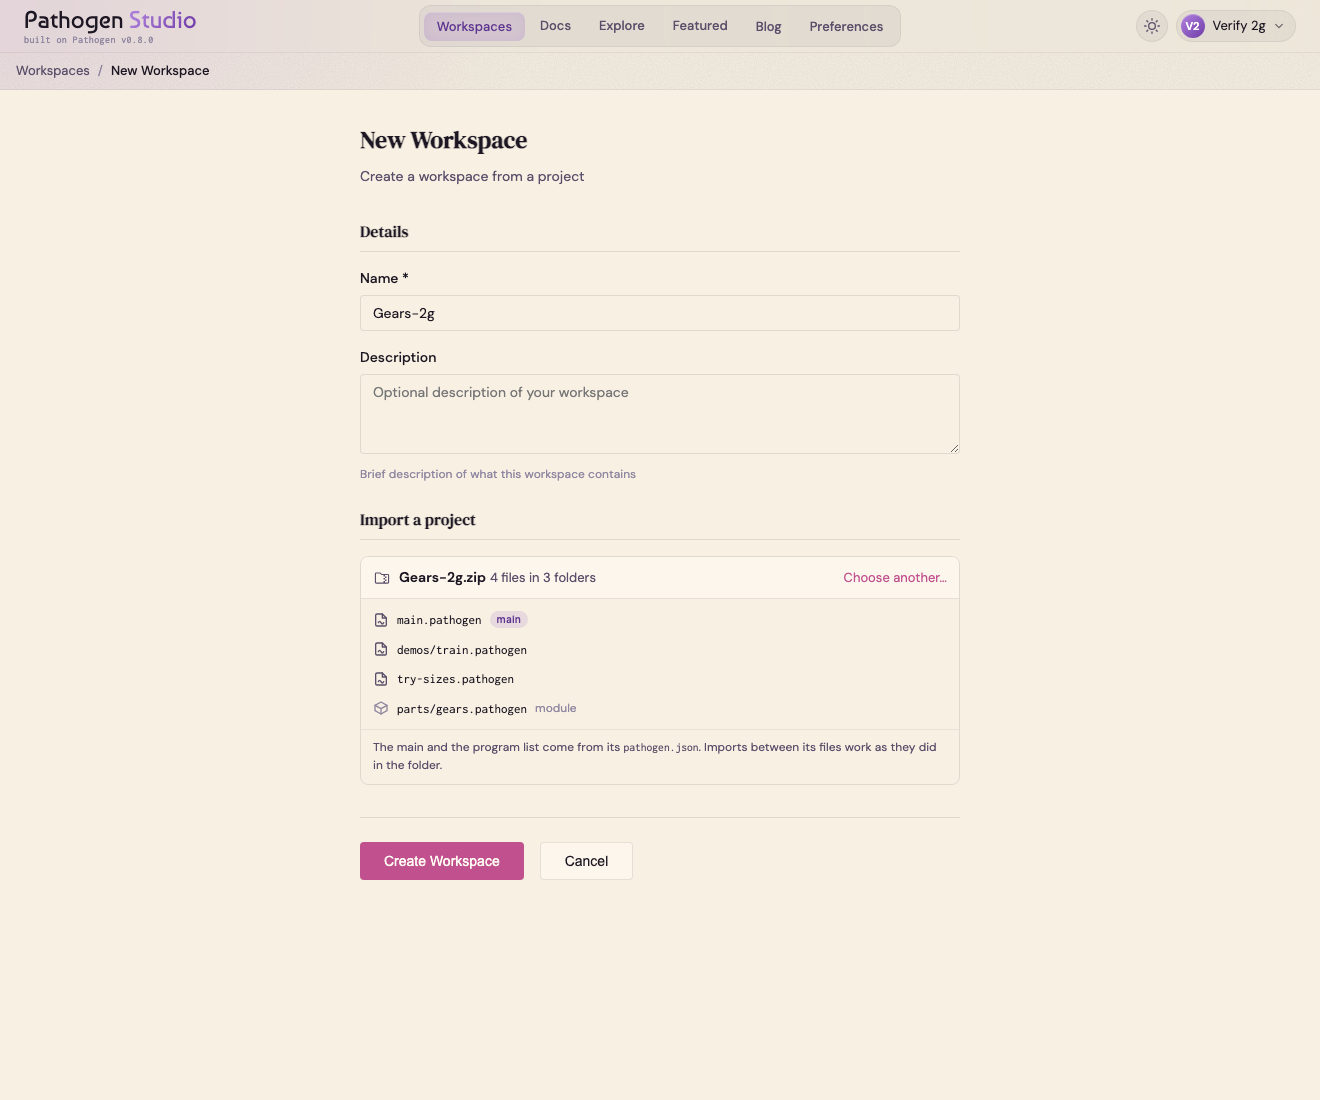 Pathogen Studio
built on Pathogen v0.8.0
Workspaces
Docs
Explore
Featured
Blog
Preferences
V2
Verify 2g
Workspaces / New Workspace
New Workspace
Create a workspace from a project
Details
Name *
Gears-2g
Description
Optional description of your workspace
Brief description of what this workspace contains
Import a project
Gears-2g.zip 4 files in 3 folders
Choose another…
main.pathogen main
demos/train.pathogen
try-sizes.pathogen
parts/gears.pathogen module
The main and the program list come from its pathogen.json. Imports between its files work as they did
in the folder.
Create Workspace
Cancel